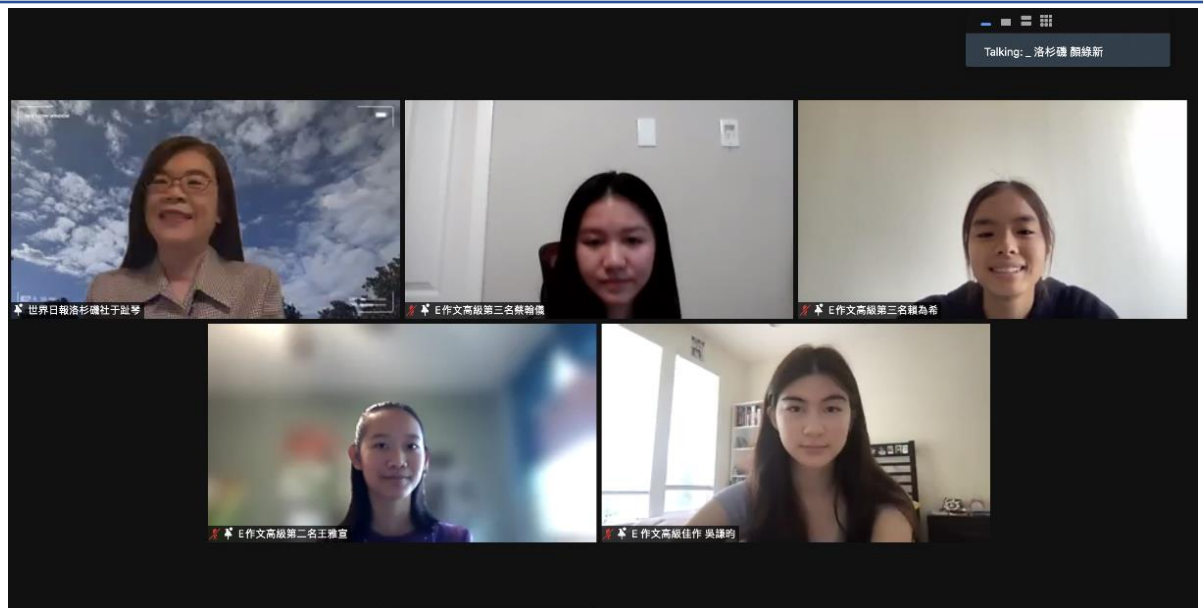 Talking: _ 洛杉磯 顏綠新
世界日報洛杉磯社于趾琴
E作文高級第三名蔡翰儀
E作文高級第三名賴為希
E作文高級第二名王雅宣
E 作文高級佳作 吳謙昀